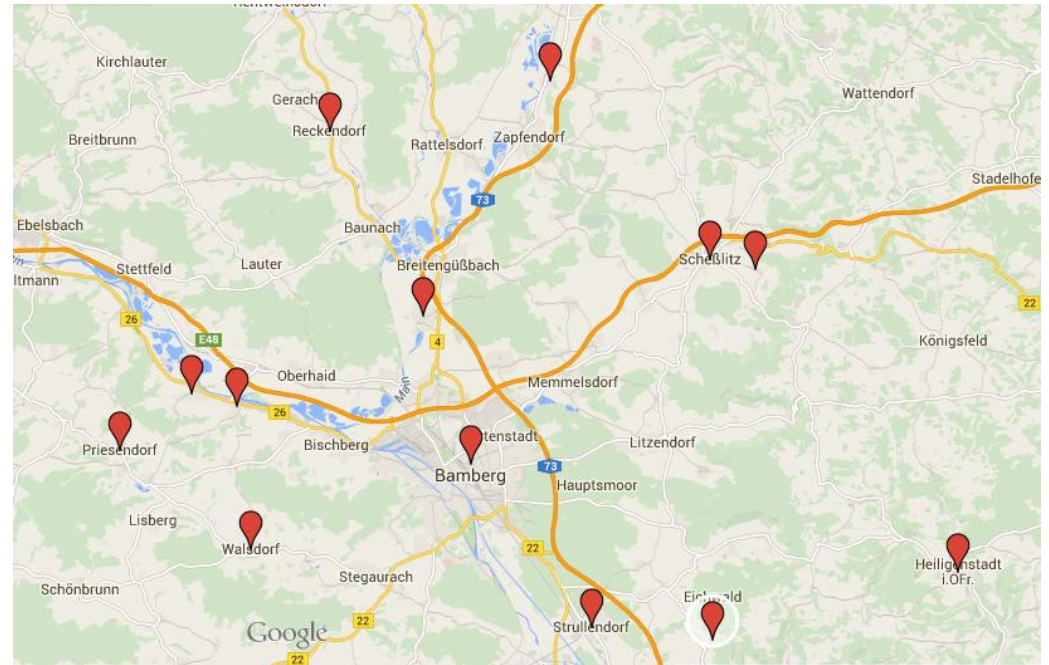 Kirchlauter
Wattendorf
Gerach
Reckendorf
Breitbrunn
Rattelsdorf
Zapfendorf
Stadelhofe
73
Ebelsbach
Baunach
Stettfeld
Lauter
Breitengüßbach
Scheßlitz
ltmann
22
26
E48
4
Königsfeld
Oberhaid
Main
Memmelsdorf
26
Priesendorf
Bischberg
tenstadt
Litzendorf
Bamberg
73
Hauptsmoor
Lisberg
Walsdorf
22
Heiligenstadt
i.OFr.
Schönbrunn
Stegaurach
Eichwald
22
Google
Strullendorf
22